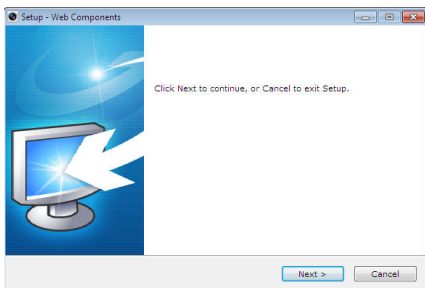 Setup - Web Components
Click Next to continue, or Cancel to exit Setup.
Next >
Cancel